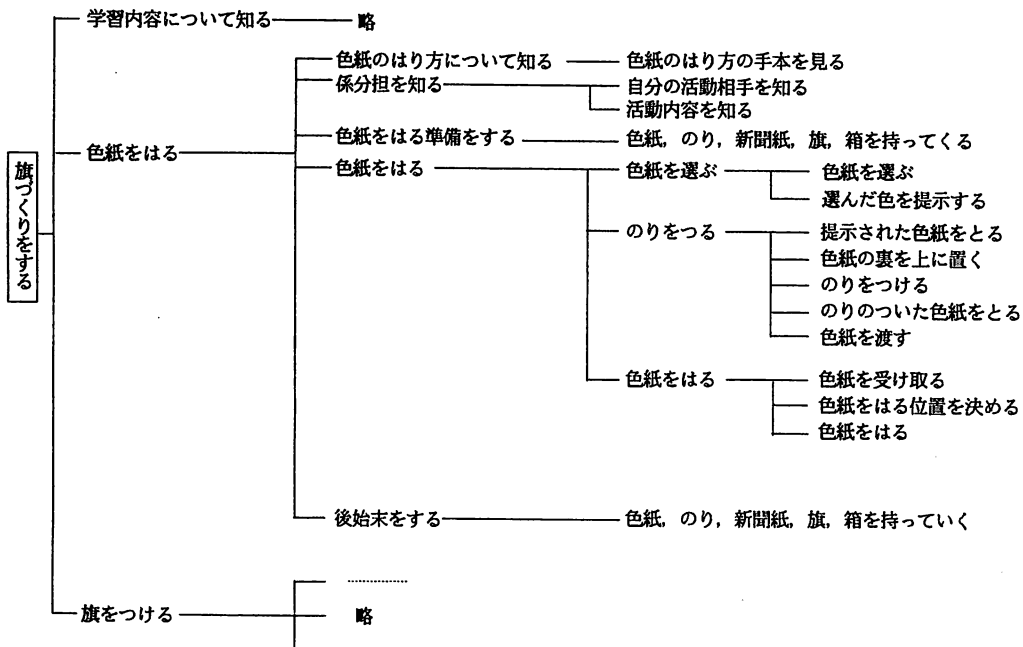 学習内容について知る 略
色紙のはり方について知る 色紙のはり方の手本を見る
係分担を知る 自分の活動相手を知る
活動内容を知る
色紙をはる準備をする 色紙，のり，新聞紙，旗，箱を持ってくる
色紙をはる
色紙をはる 色紙を選ぶ 色紙を選ぶ
選んだ色を提示する
旗づくりをする
のりをつる 提示された色紙をとる
色紙の裏を上に置く
のりをつける
のりのついた色紙をとる
色紙を渡す
色紙をはる 色紙を受け取る
色紙をはる位置を決める
色紙をはる
後始末をする 色紙，のり，新聞紙，旗，箱を持っていく
旗をつける 略